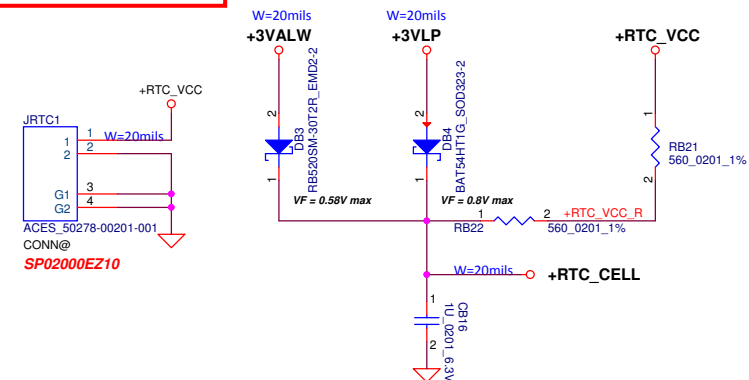 W=20mils
+3VALW
W=20mils
+3VLP
+RTC_VCC
+RTC_VCC
JRTC1
1
2
G1
G2
1
2
3
4
W=20mils
ACES_50278-00201-001
CONN@
SP02000EZ10
2
1
DB3
RB520SM-30T2R_EMD2-2
VF = 0.58V max
2
1
DB4
BAT54HT1G_SOD323-2
VF = 0.8V max
1
2
RB21
560_0201_1%
1
2
+RTC_VCC_R
RB22
560_0201_1%
W=20mils
+RTC_CELL
1
2
CB16
1U_0201_6.3V